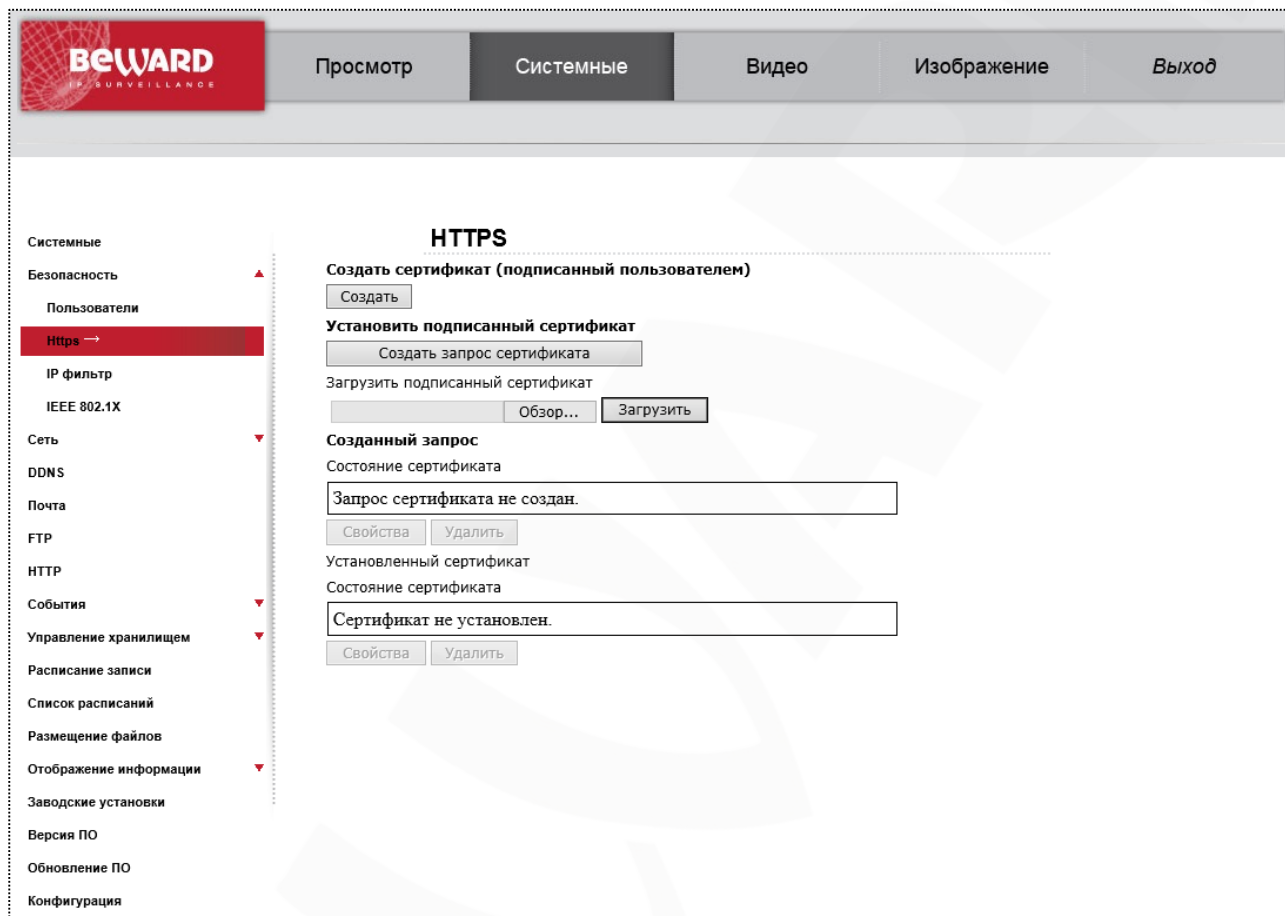 BEWARD
IP SURVEILLANCE
Просмотр
Системные
Видео
Изображение
Выход
Системные
Безопасность
Пользователи
Https →
IP фильтр
IEEE 802.1X
Сеть
DDNS
Почта
FTP
HTTP
События
Управление хранилищем
Расписание записи
Список расписаний
Размещение файлов
Отображение информации
Заводские установки
Версия ПО
Обновление ПО
Конфигурация
HTTPS
Создать сертификат (подписанный пользователем)
Создать
Установить подписанный сертификат
Создать запрос сертификата
Загрузить подписанный сертификат
Обзор... Загрузить
Созданный запрос
Состояние сертификата
Запрос сертификата не создан.
Свойства Удалить
Установленный сертификат
Состояние сертификата
Сертификат не установлен.
Свойства Удалить